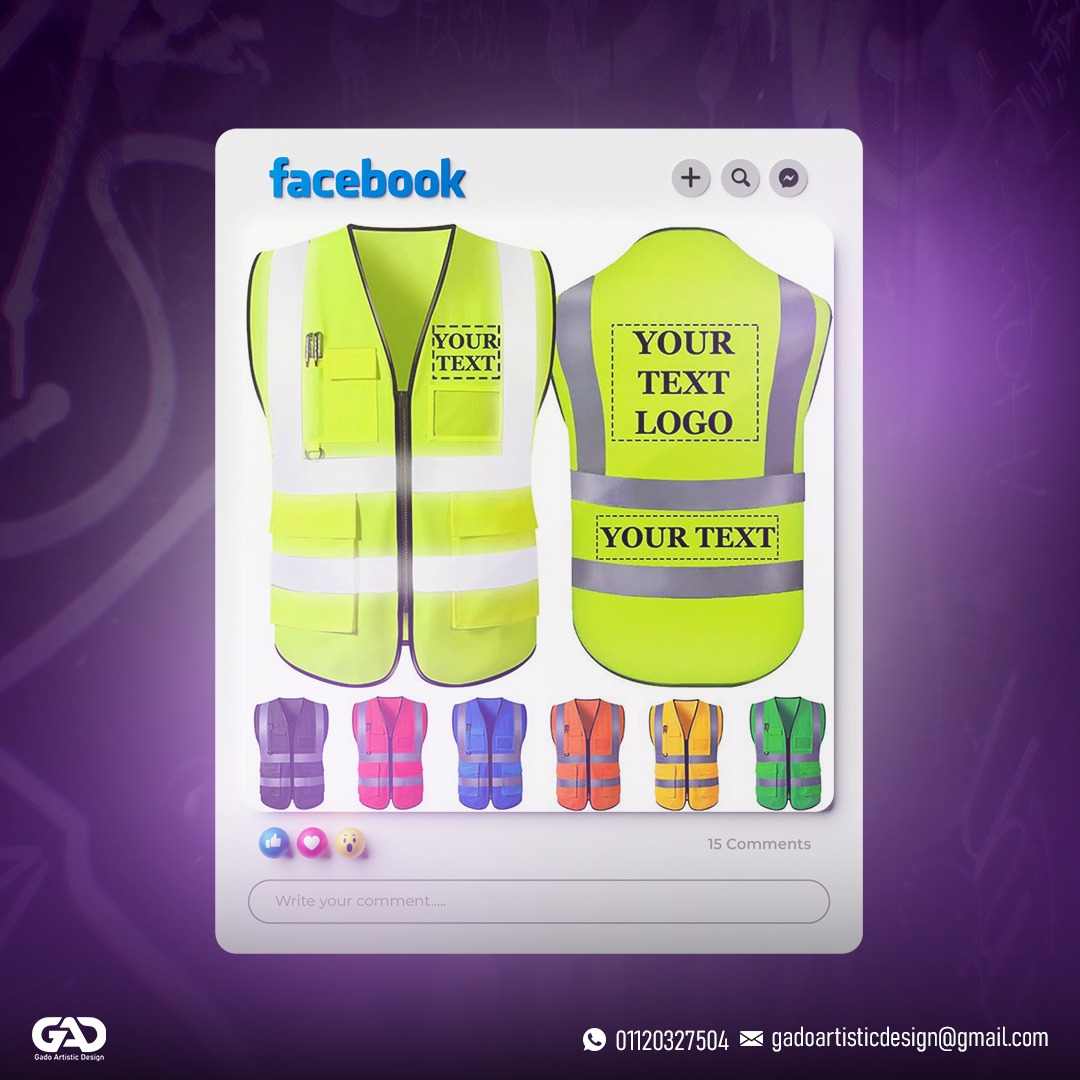 facebook
YOUR
TEXT
YOUR
TEXT
LOGO
YOUR TEXT
15 Comments
Write your comment.....
GAD
Gado Artistic Design
01120327504
gadoartisticdesign@gmail.com